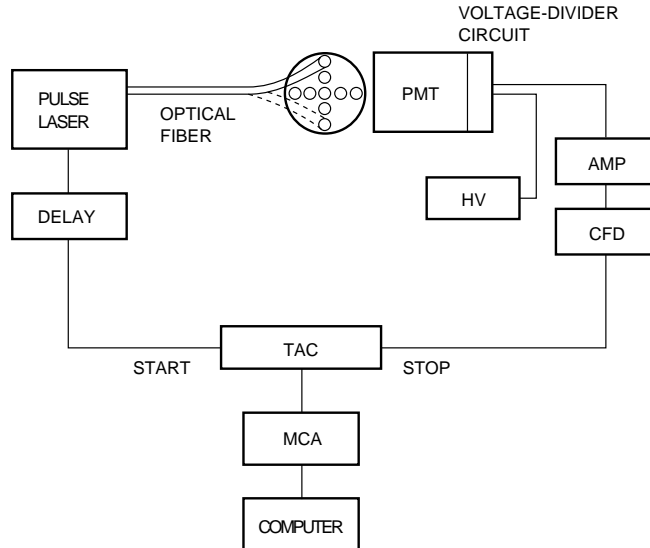 VOLTAGE-DIVIDER
CIRCUIT
PULSE
LASER
OPTICAL
FIBER
PMT
AMP
HV
DELAY
CFD
TAC
START
STOP
MCA
COMPUTER